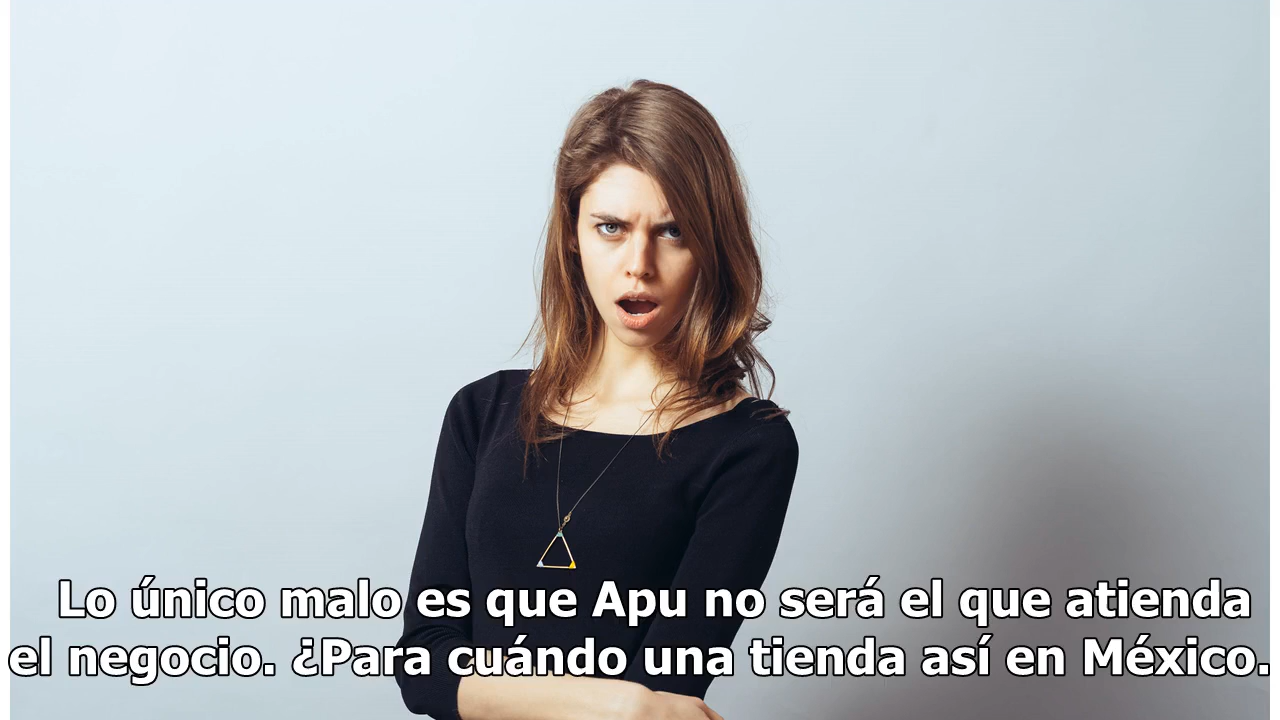 Lo único malo es que Apu no será el que atienda
el negocio. ¿Para cuándo una tienda así en México.